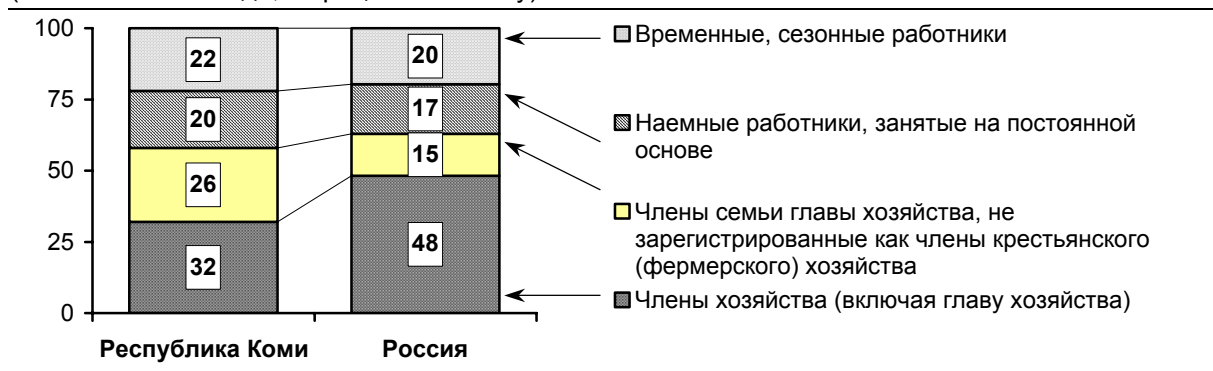 100
75
50
25
0
22
20
26
32
20
17
15
48
Республика Коми
Россия
Временные, сезонные работники
Наемные работники, занятые на постоянной
основе
Члены семьи главы хозяйства, не
зарегистрированные как члены крестьянского
(фермерского) хозяйства
Члены хозяйства (включая главу хозяйства)